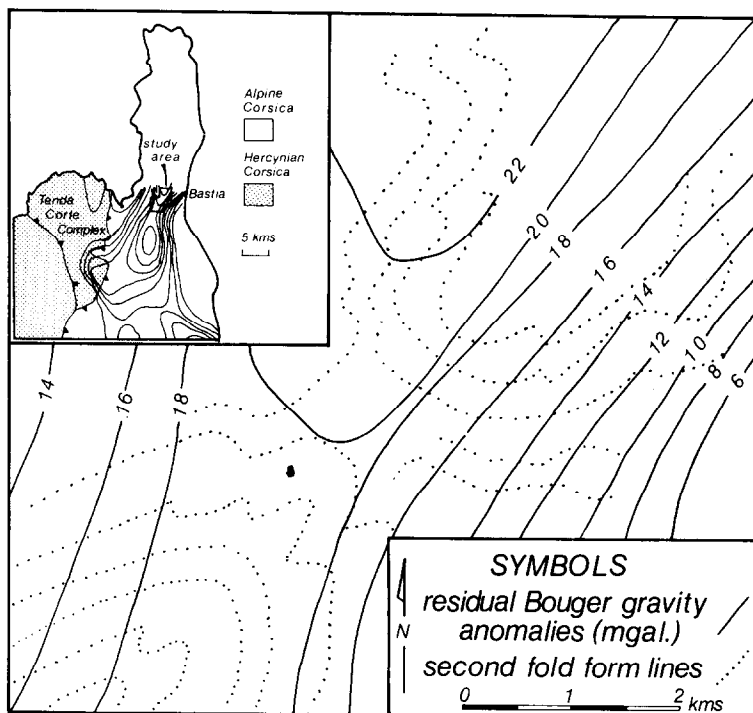 Alpine
Corsica
study
area
Hercynian
Corsica
Bastia
Tenda
Corte
Complex
5 kms
22
20
18
16
14
12
10
8
6
14
16
18
SYMBOLS
residual Bouger gravity
anomalies (mgal.)
N
second fold form lines
0 1 2
kms